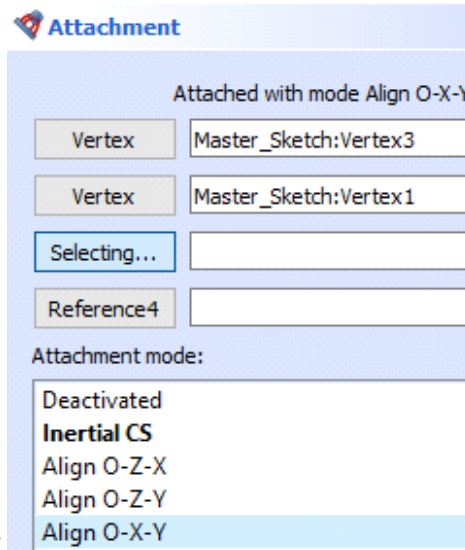 Attachment
Attached with mode Align O-X-Y
Vertex Master_Sketch:Vertex3
Vertex Master_Sketch:Vertex1
Selecting...
Reference4
Attachment mode:
Deactivated
Inertial CS
Align O-Z-X
Align O-Z-Y
Align O-X-Y